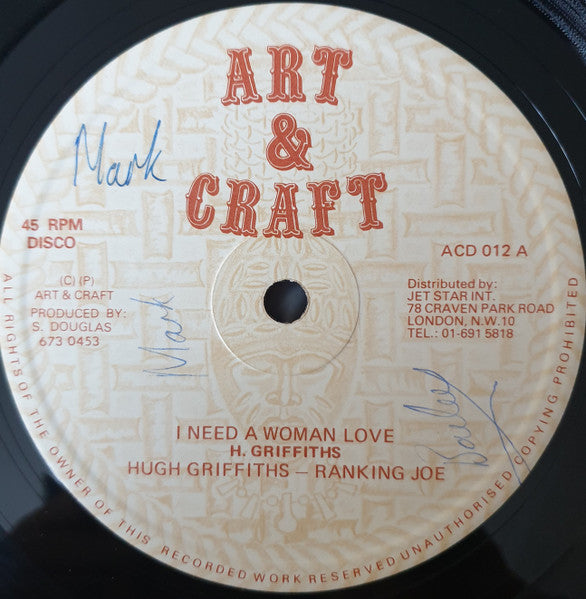 ART
&
CRAFT
Mark
45 RPM
DISCO
ACD 012 A
(C) (P)
ART & CRAFT
PRODUCED BY:
S. DOUGLAS
673 0453
Distributed by:
JET STAR INT.
78 CRAVEN PARK ROAD
LONDON, N.W.10
TEL.: 01-691 5818
Mark
Bailey
I NEED A WOMAN LOVE
H. GRIFFITHS
HUGH GRIFFITHS — RANKING JOE
ALL RIGHTS OF THE OWNER OF THIS RECORDED WORK RESERVED UNAUTHORISED COPYING PROHIBITED